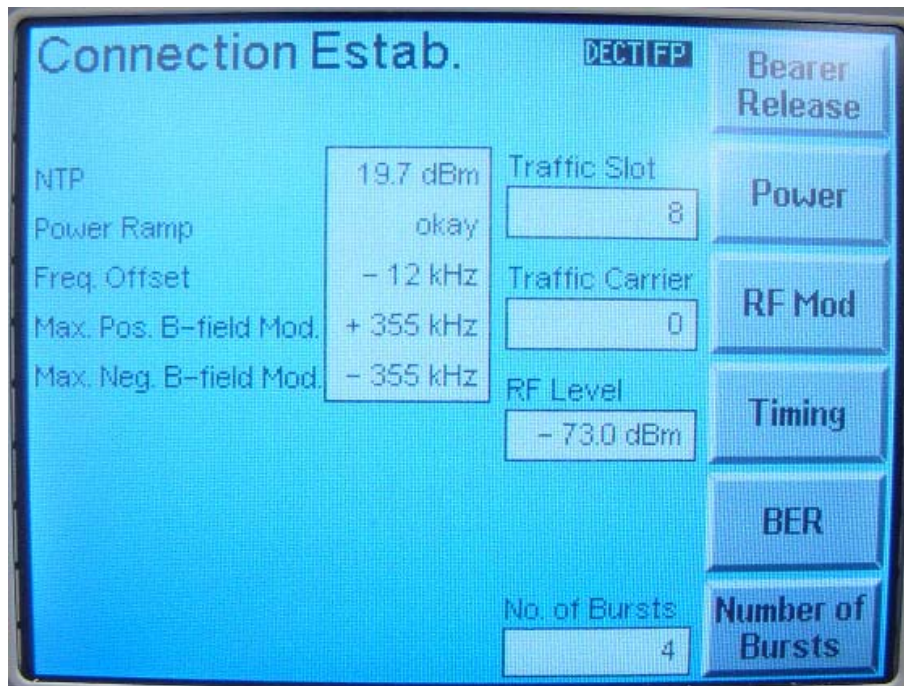 Connection Estab.
DECT FP
NTP 19.7 dBm
Power Ramp okay
Freq. Offset – 12 kHz
Max. Pos. B–field Mod. + 355 kHz
Max. Neg. B–field Mod. – 355 kHz
Traffic Slot
8
Traffic Carrier
0
RF Level
– 73.0 dBm
No. of Bursts
4
Bearer
Release
Power
RF Mod
Timing
BER
Number of
Bursts